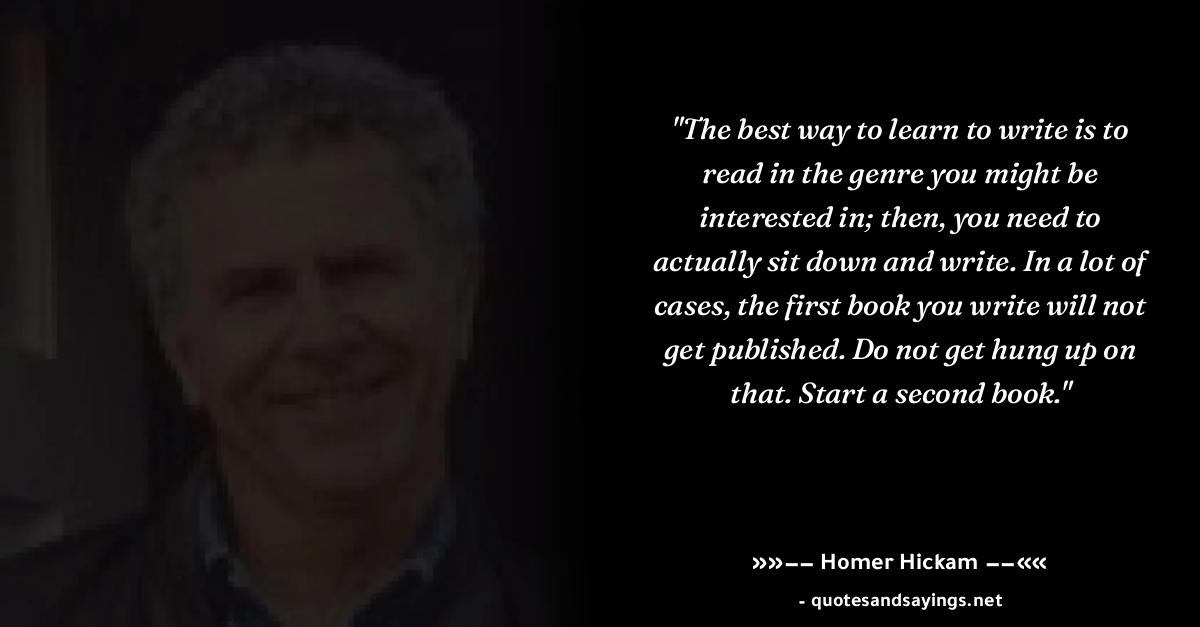 "The best way to learn to write is to
read in the genre you might be
interested in; then, you need to
actually sit down and write. In a lot of
cases, the first book you write will not
get published. Do not get hung up on
that. Start a second book."
»»-- Homer Hickam --««
- quotesandsayings.net